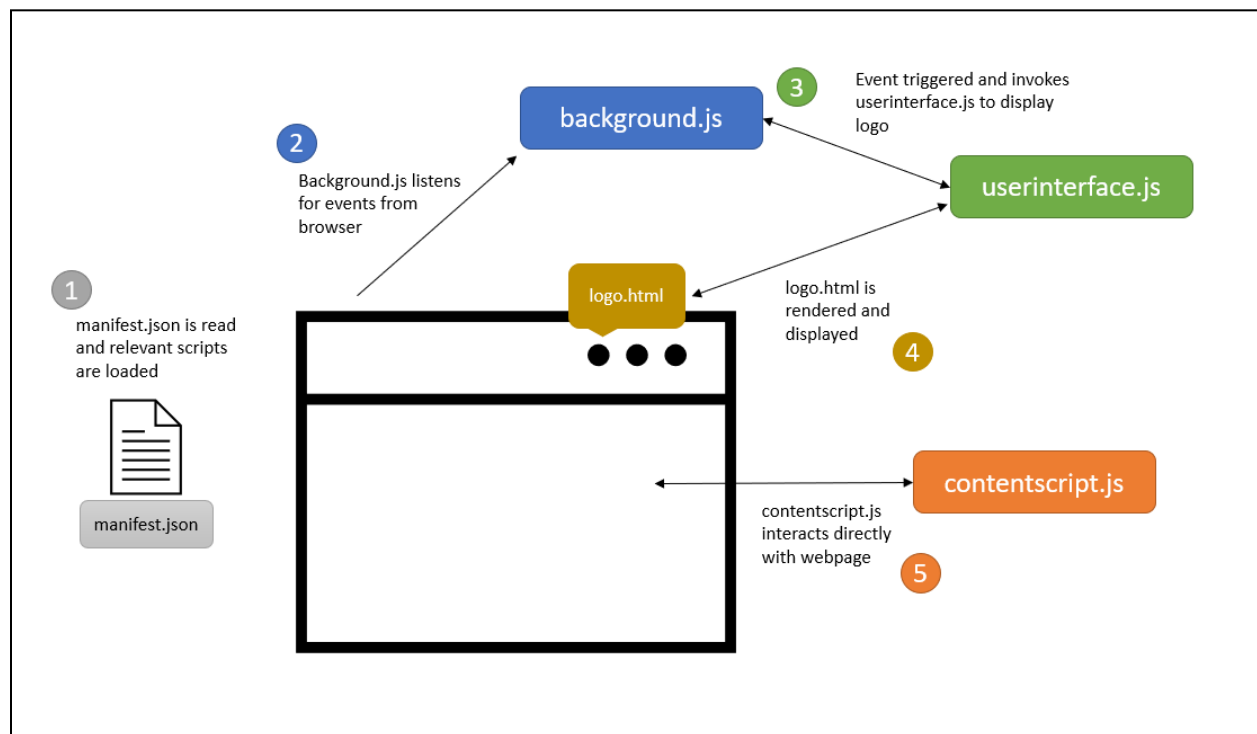 3
Event triggered and invokes
userinterface.js to display
logo
background.js
2
Background.js listens
for events from
browser
userinterface.js
1
manifest.json is read
and relevant scripts
are loaded
logo.html
logo.html is
rendered and
displayed
4
manifest.json
contentscript.js
contentscript.js
interacts directly
with webpage
5